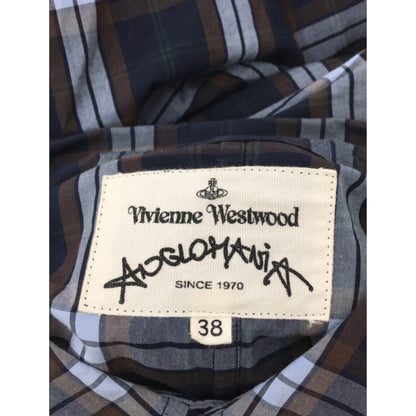 Vivienne Westwood
ANGLOMANIA
SINCE 1970
38